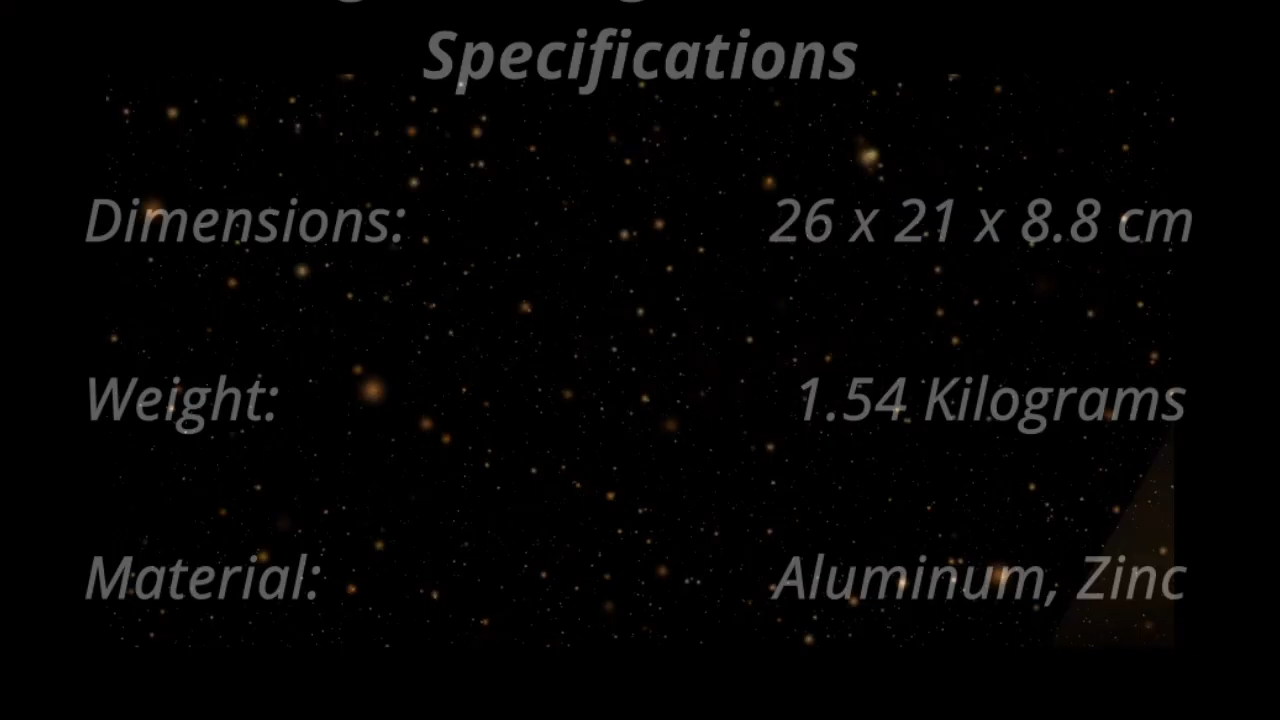 Specifications
Dimensions: 26 x 21 x 8.8 cm
Weight: 1.54 Kilograms
Material: Aluminum, Zinc